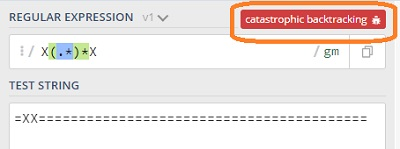 REGULAR EXPRESSION v1 catastrophic backtracking
/ X(.*)*X / gm
TEST STRING
=XX=========================================